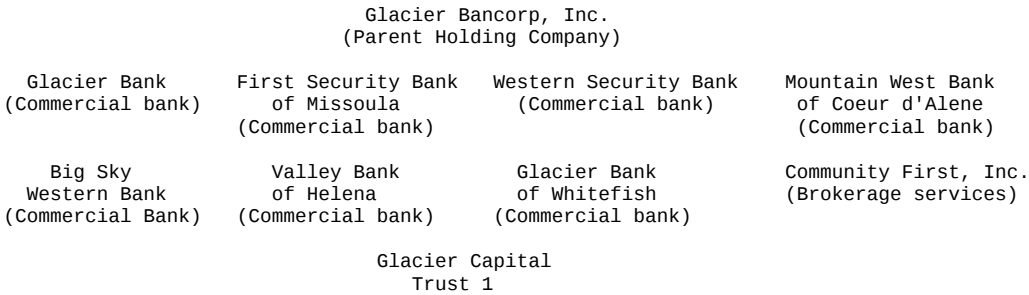 Glacier Bancorp, Inc.
(Parent Holding Company)
Glacier Bank First Security Bank Western Security Bank Mountain West Bank
(Commercial bank) of Missoula (Commercial bank) of Coeur d'Alene
(Commercial bank) (Commercial bank)
Big Sky Valley Bank Glacier Bank Community First, Inc.
Western Bank of Helena of Whitefish (Brokerage services)
(Commercial Bank) (Commercial bank) (Commercial bank)
Glacier Capital
Trust 1